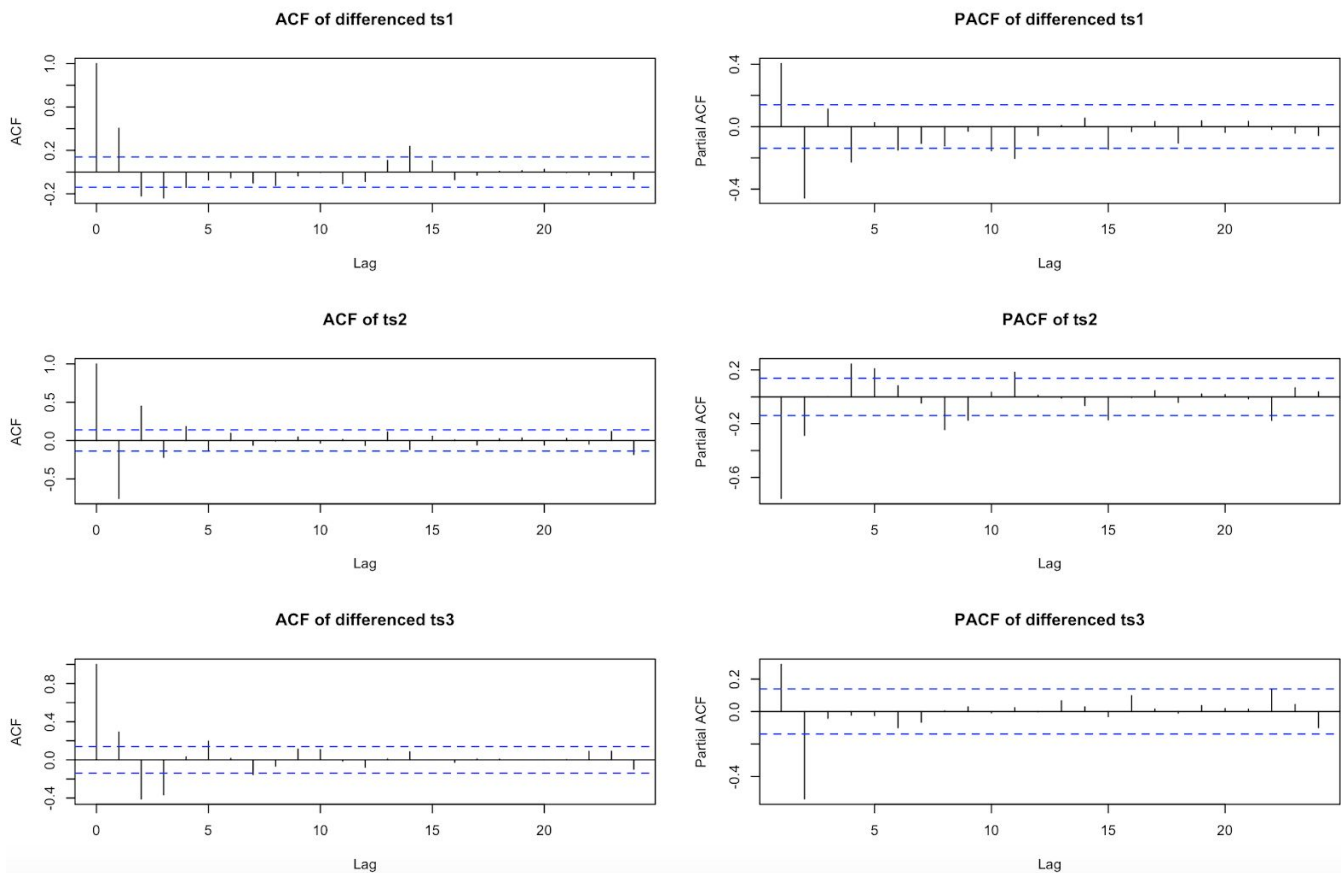 ACF of differenced ts1
ACF
1.0
0.6
0.2
-0.2
0 5 10 15 20
Lag
PACF of differenced ts1
Partial ACF
0.4
0.0
-0.4
5 10 15 20
Lag
ACF of ts2
ACF
1.0
0.5
0.0
-0.5
0 5 10 15 20
Lag
PACF of ts2
Partial ACF
0.2
-0.2
-0.6
5 10 15 20
Lag
ACF of differenced ts3
ACF
0.8
0.4
0.0
-0.4
0 5 10 15 20
Lag
PACF of differenced ts3
Partial ACF
0.2
0.0
-0.4
5 10 15 20
Lag